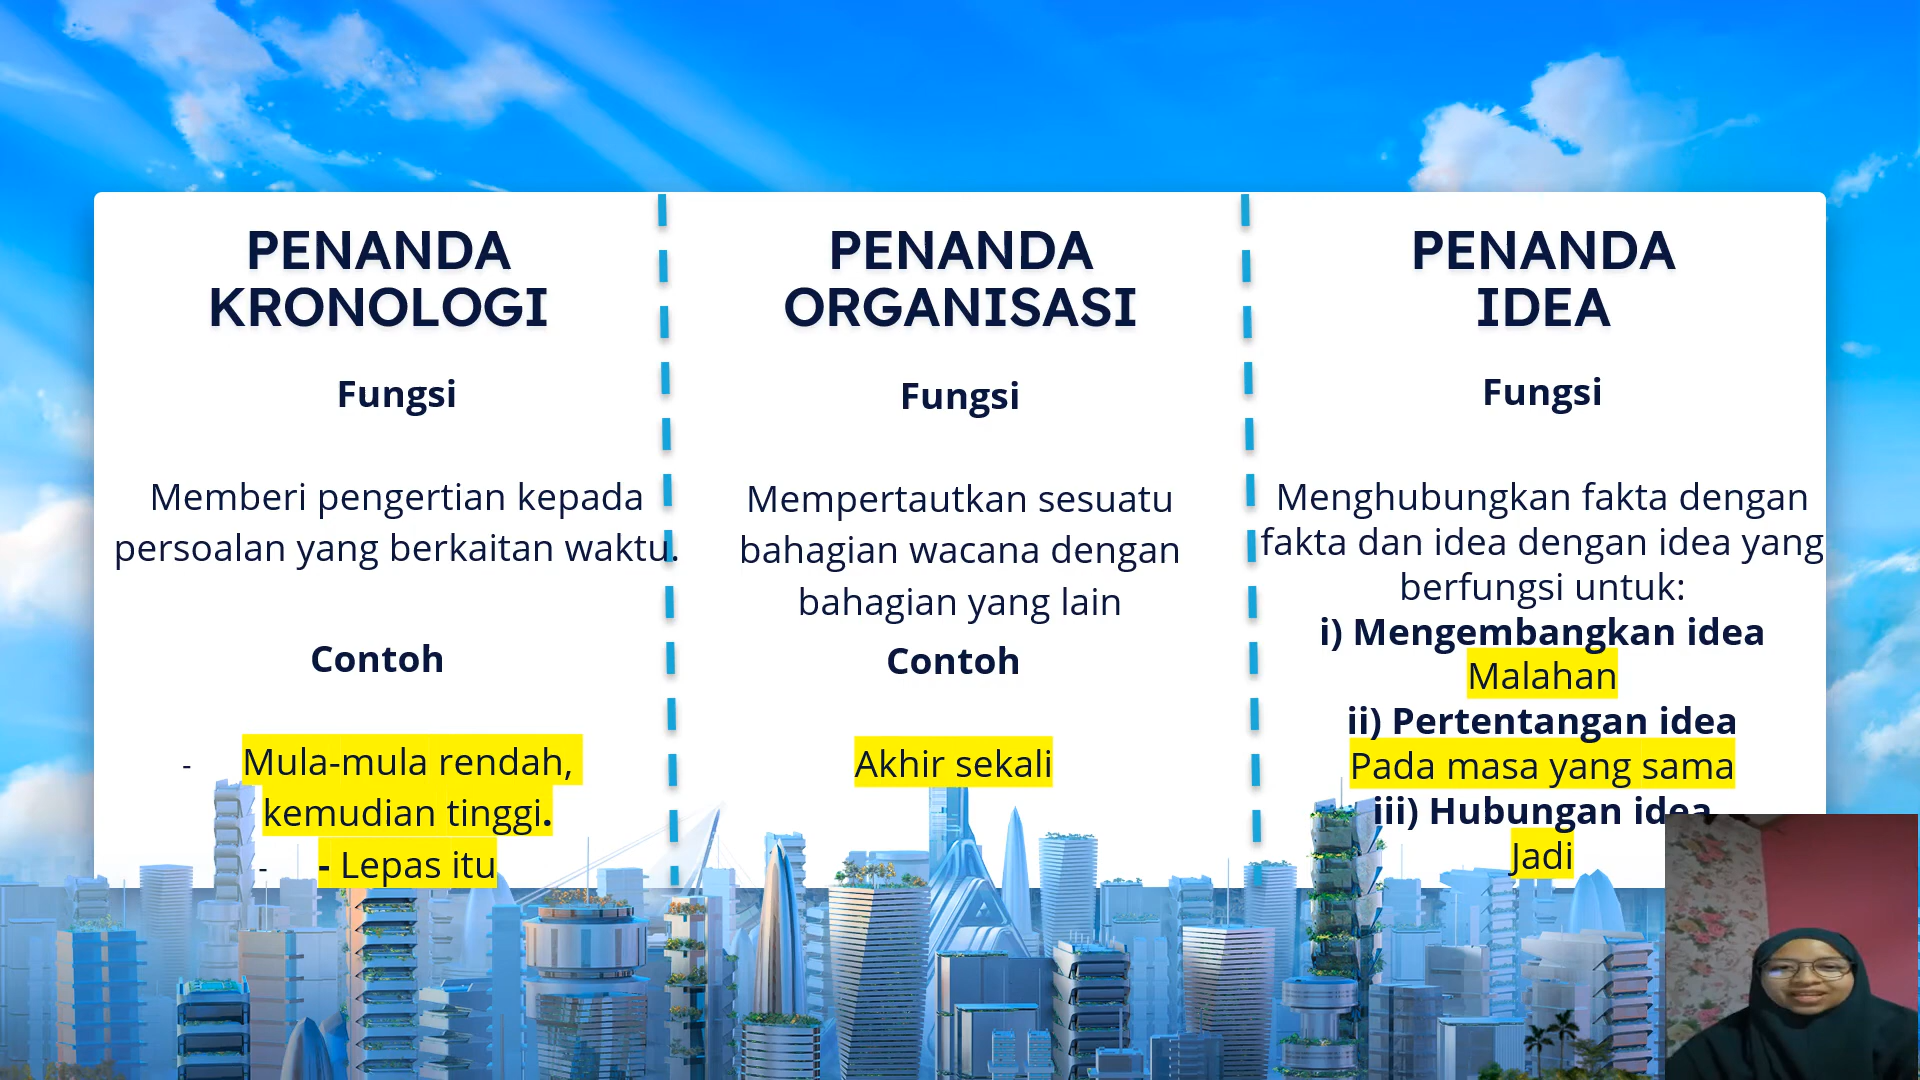 PENANDA
KRONOLOGI
Fungsi
Memberi pengertian kepada
persoalan yang berkaitan waktu.
Contoh
- Mula-mula rendah,
kemudian tinggi.
- - Lepas itu
PENANDA
ORGANISASI
Fungsi
Mempertautkan sesuatu
bahagian wacana dengan
bahagian yang lain
Contoh
Akhir sekali
PENANDA
IDEA
Fungsi
Menghubungkan fakta dengan
fakta dan idea dengan idea yang
berfungsi untuk:
i) Mengembangkan idea
Malahan
ii) Pertentangan idea
Pada masa yang sama
iii) Hubungan idea
Jadi